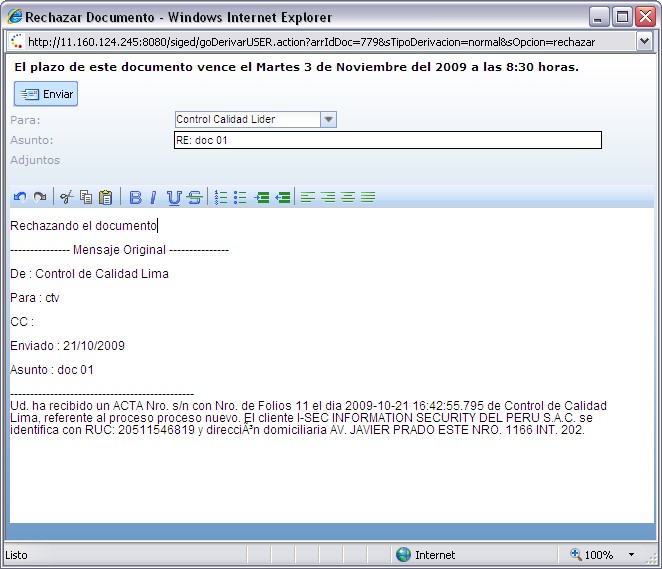 Rechazar Documento - Windows Internet Explorer
http://11.160.124.245:8080/siged/goDerivarUSER.action?arrIdDoc=779&sTipoDerivacion=normal&sOpcion=rechazar
El plazo de este documento vence el Martes 3 de Noviembre del 2009 a las 8:30 horas.
Enviar
Para: Control Calidad Lider
Asunto: RE: doc 01
Adjuntos
B I U S
Rechazando el documento
--------------- Mensaje Original ---------------
De : Control de Calidad Lima
Para : ctv
CC :
Enviado : 21/10/2009
Asunto : doc 01
----------------------------------------------
Ud. ha recibido un ACTA Nro. s/n con Nro. de Folios 11 el dia 2009-10-21 16:42:55.795 de Control de Calidad
Lima, referente al proceso proceso nuevo. El cliente I-SEC INFORMATION SECURITY DEL PERU S.A.C. se
identifica con RUC: 20511546819 y direcciÃ³n domiciliaria AV. JAVIER PRADO ESTE NRO. 1166 INT. 202.
Listo
Internet
100%